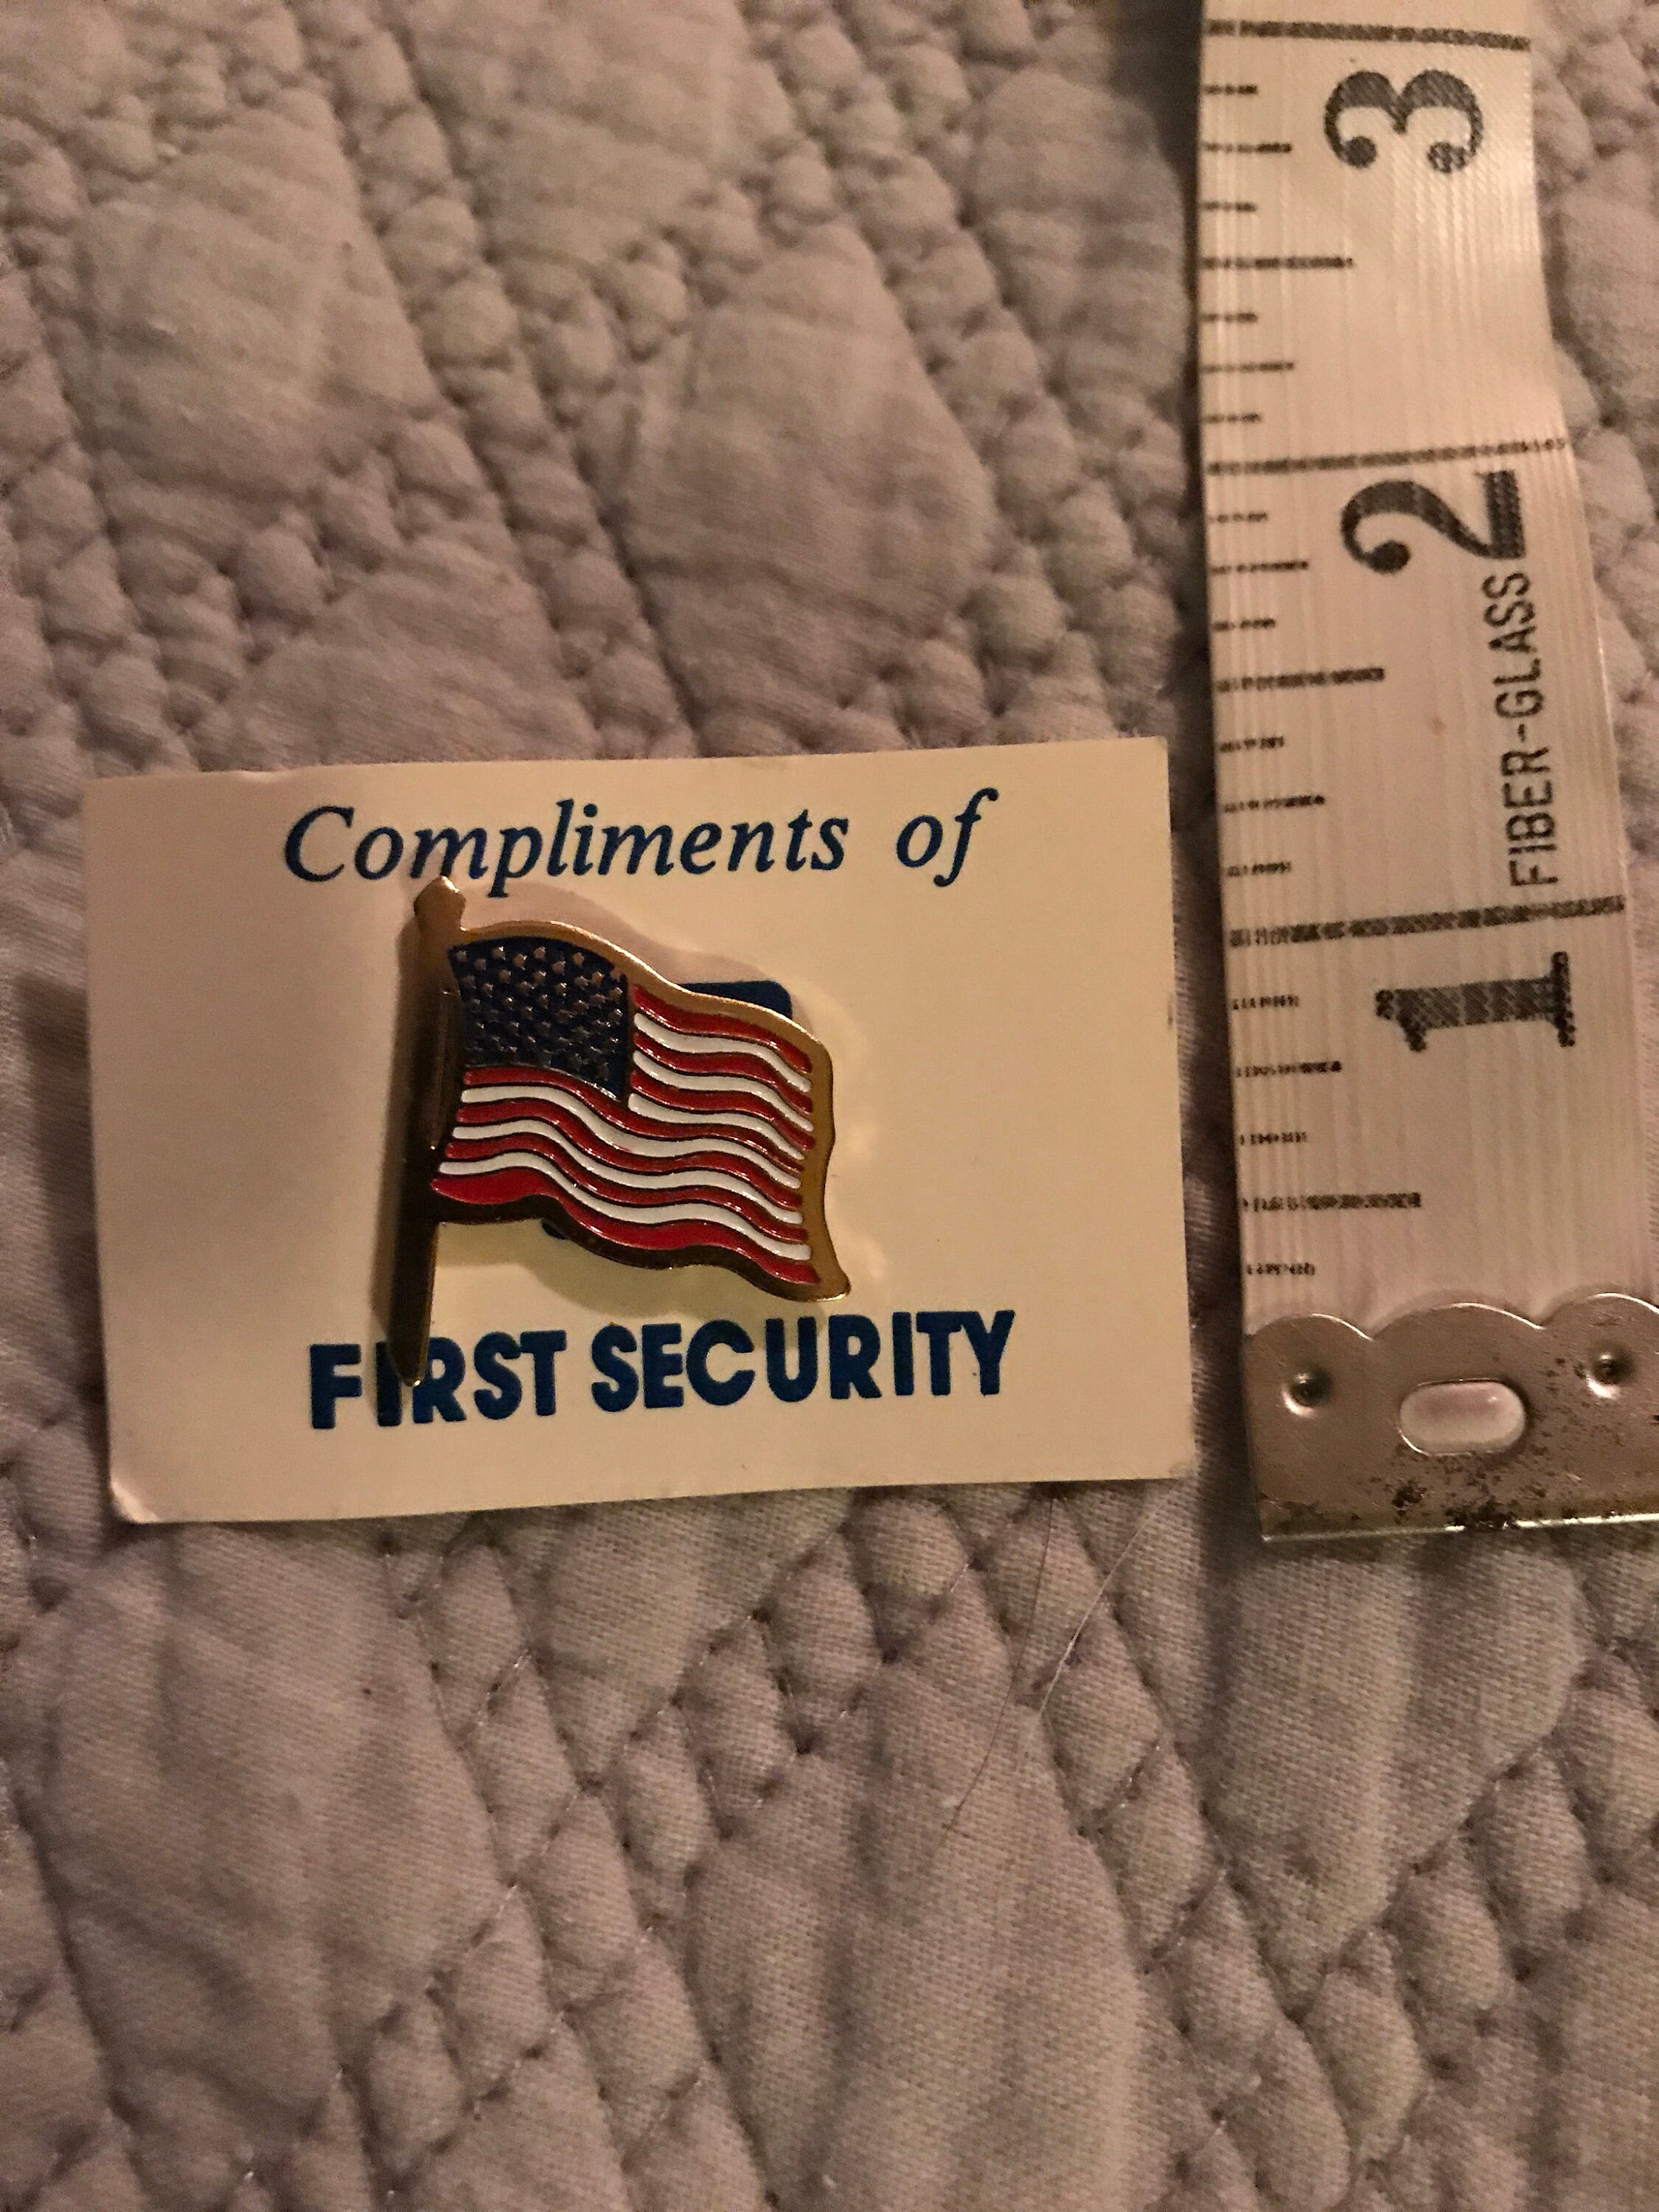 Compliments of
FIRST SECURITY
3
2
FIBER-GLASS
1